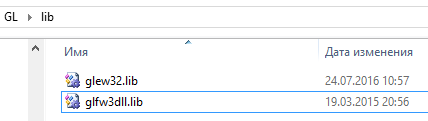 GL lib
Имя Дата изменения
glew32.lib 24.07.2016 10:57
glfw3dll.lib 19.03.2015 20:56